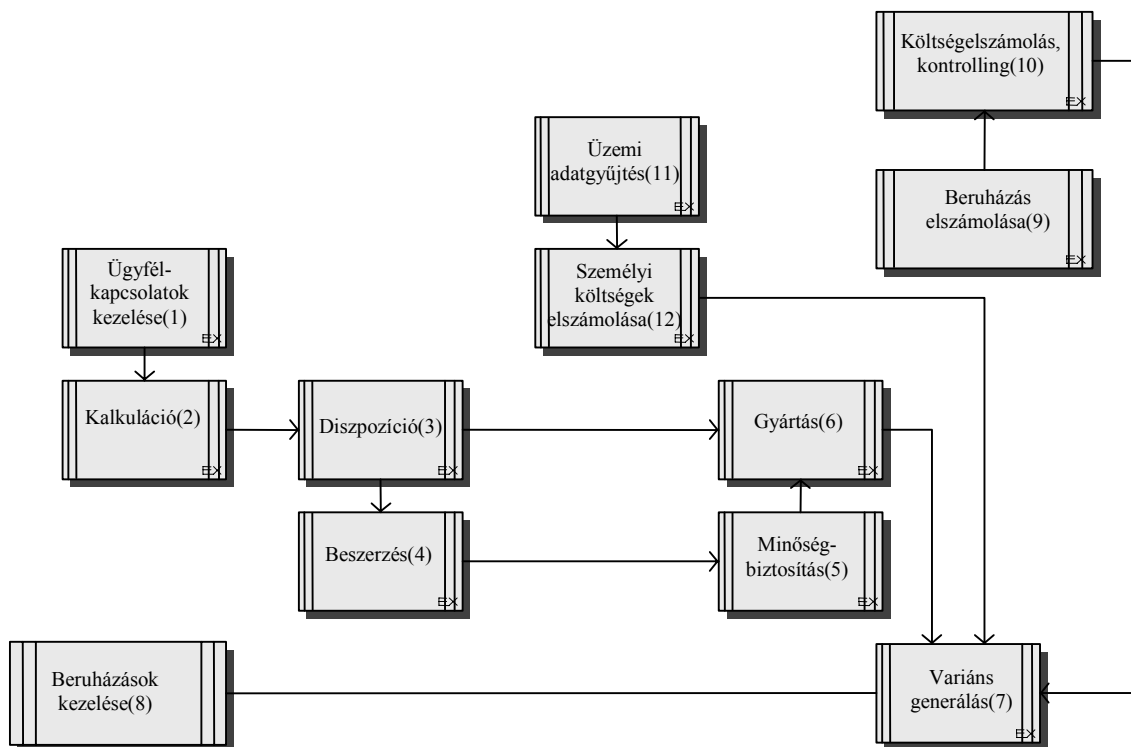 Költségelszámolás,
kontrolling(10)
EX
Üzemi
adatgyűjtés(11)
EX
Beruházás
elszámolása(9)
EX
Ügyfél-
kapcsolatok
kezelése(1)
EX
Személyi
költségek
elszámolása(12)
EX
Kalkuláció(2)
EX
Diszpozíció(3)
EX
Gyártás(6)
EX
Beszerzés(4)
EX
Minőség-
biztosítás(5)
EX
Beruházások
kezelése(8)
Variáns
generálás(7)
EX